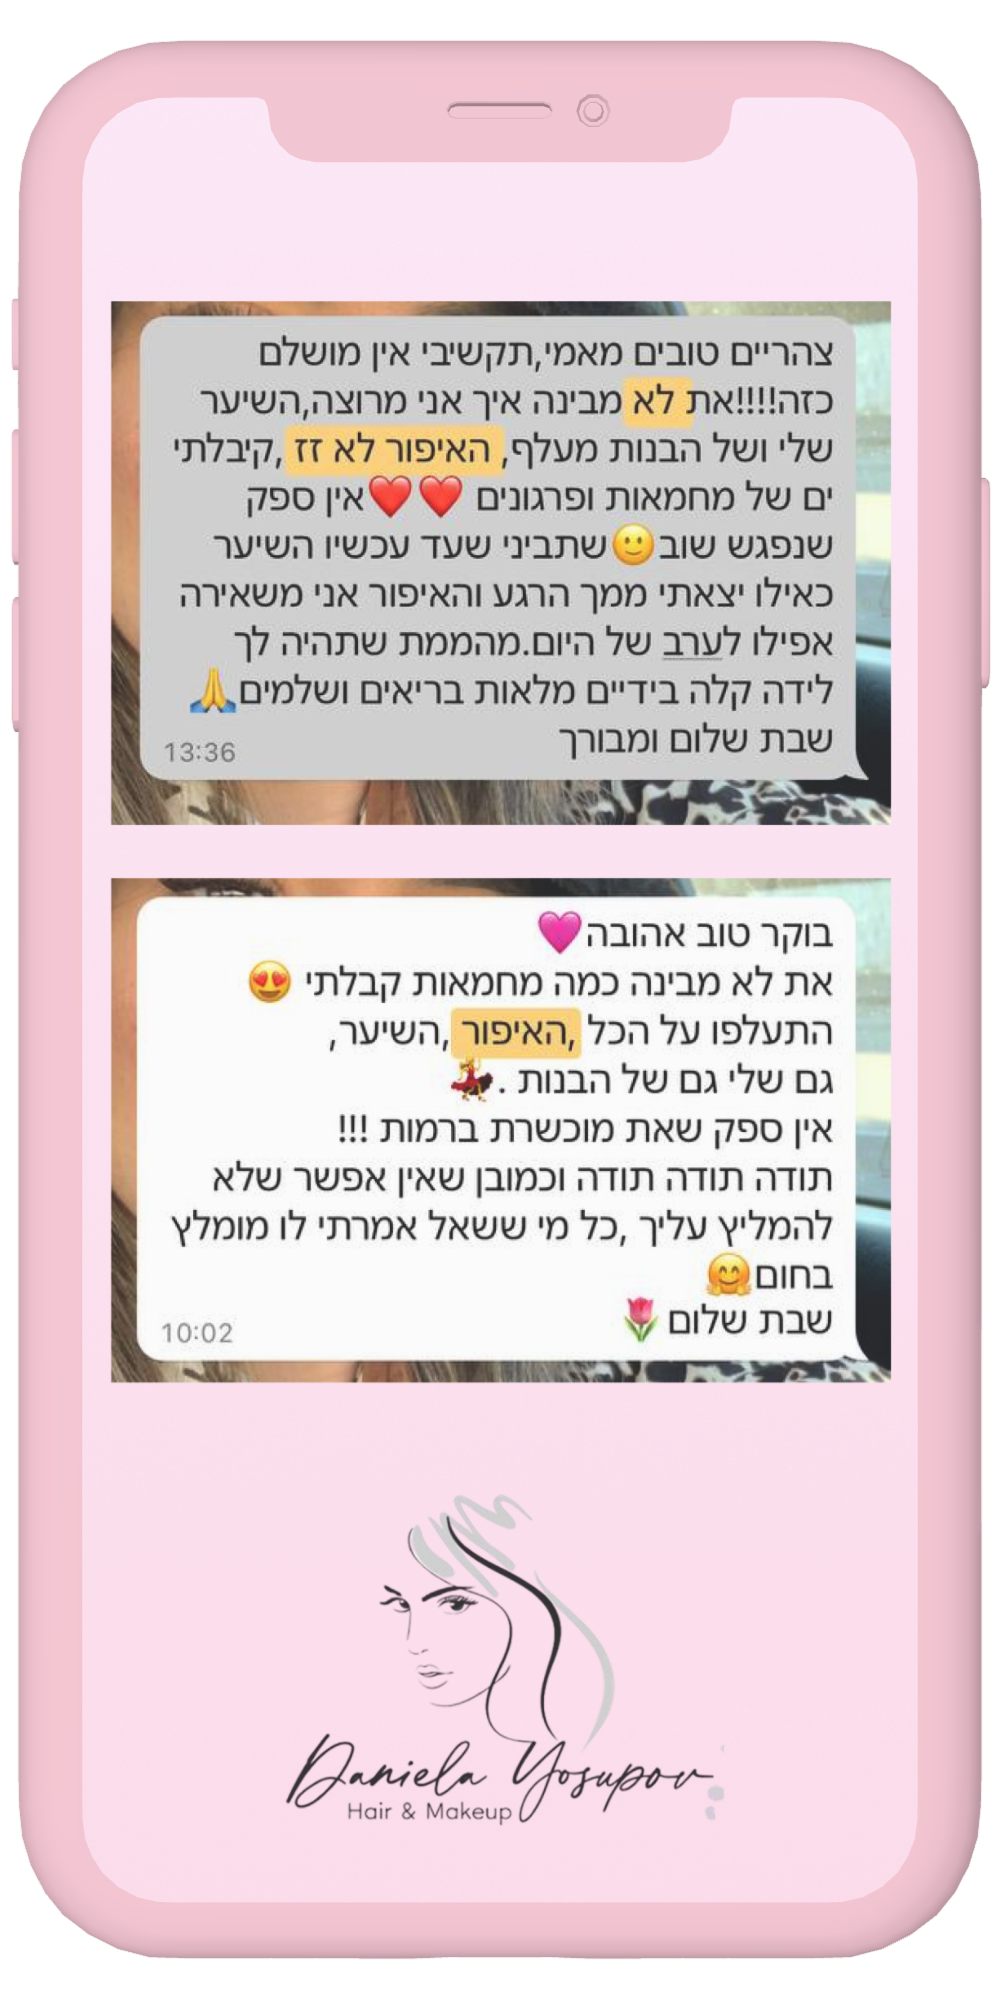 צהריים טובים מאמי,תקשיבי אין מושלם
כזה!!!!את לא מבינה איך אני מרוצה,השיער
שלי ושל הבנות מעלף, האיפור לא זז ,קיבלתי
ים של מחמאות ופרגונים ❤️❤️אין ספק
שנפגש שוב🙂שתביני שעד עכשיו השיער
כאילו יצאתי ממך הרגע והאיפור אני משאירה
אפילו לערב של היום.מהממת שתהיה לך
לידה קלה בידיים מלאות בריאים ושלמים🙏
שבת שלום ומבורך
13:36
בוקר טוב אהובה🩷
את לא מבינה כמה מחמאות קבלתי 😍
התעלפו על הכל ,האיפור ,השיער,
גם שלי גם של הבנות .💃
אין ספק שאת מוכשרת ברמות !!!
תודה תודה תודה וכמובן שאין אפשר שלא
להמליץ עליך ,כל מי ששאל אמרתי לו מומלץ
בחום🤗
שבת שלום🌷
10:02
Daniela Yosupov
Hair & Makeup